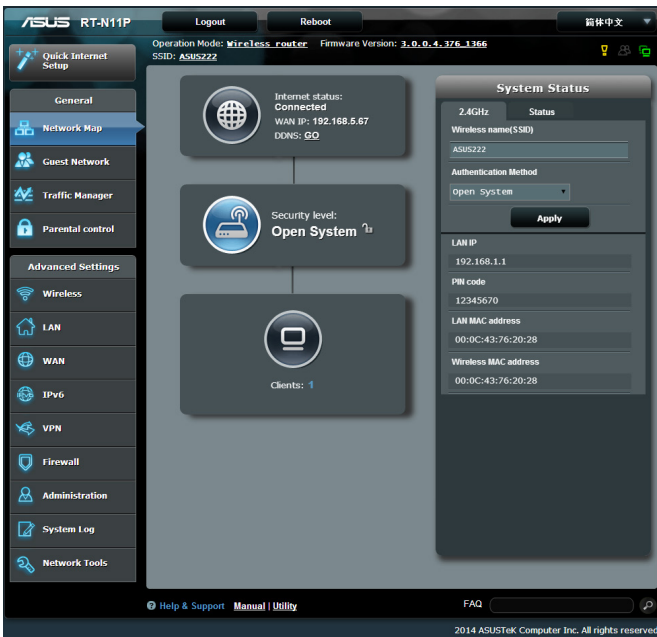 ASUS RT-N11P
Logout
Reboot
简体中文
Quick Internet
Setup
Operation Mode: Wireless router Firmware Version: 3.0.0.4.376_1366
SSID: ASUS222
General
Network Map
Guest Network
Traffic Manager
Parental control
Advanced Settings
Wireless
LAN
WAN
IPv6
VPN
Firewall
Administration
System Log
Network Tools
Internet status:
Connected
WAN IP: 192.168.5.67
DDNS: GO
Security level:
Open System
Clients: 1
System Status
2.4GHz
Status
Wireless name(SSID)
ASUS222
Authentication Method
Open System
Apply
LAN IP
192.168.1.1
PIN code
12345670
LAN MAC address
00:0C:43:76:20:28
Wireless MAC address
00:0C:43:76:20:28
Help & Support Manual | Utility
FAQ
2014 ASUSTeK Computer Inc. All rights reserved